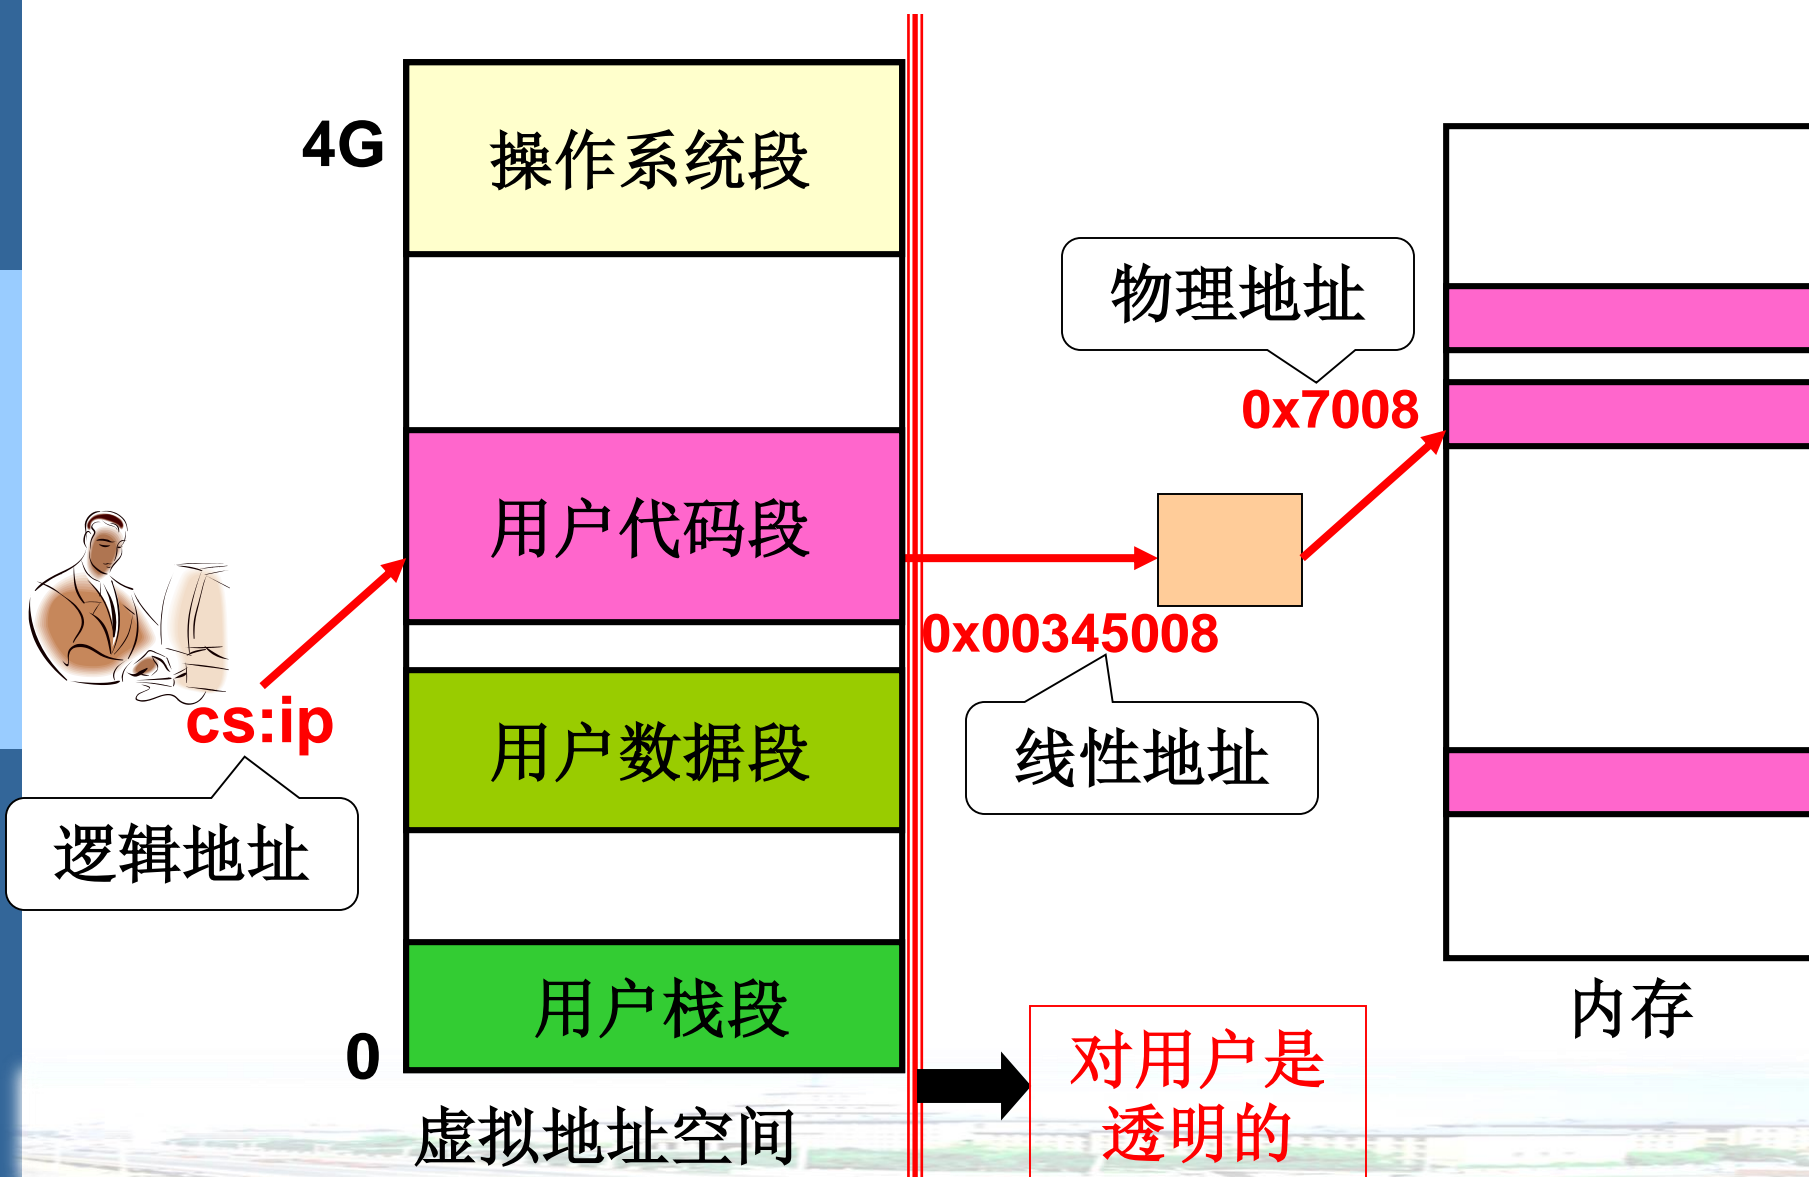 4G
操作系统段
物理地址
0x7008
用户代码段
0x00345008
cs:ip
用户数据段
线性地址
逻辑地址
用户栈段
内存
0
对用户是
透明的
虚拟地址空间